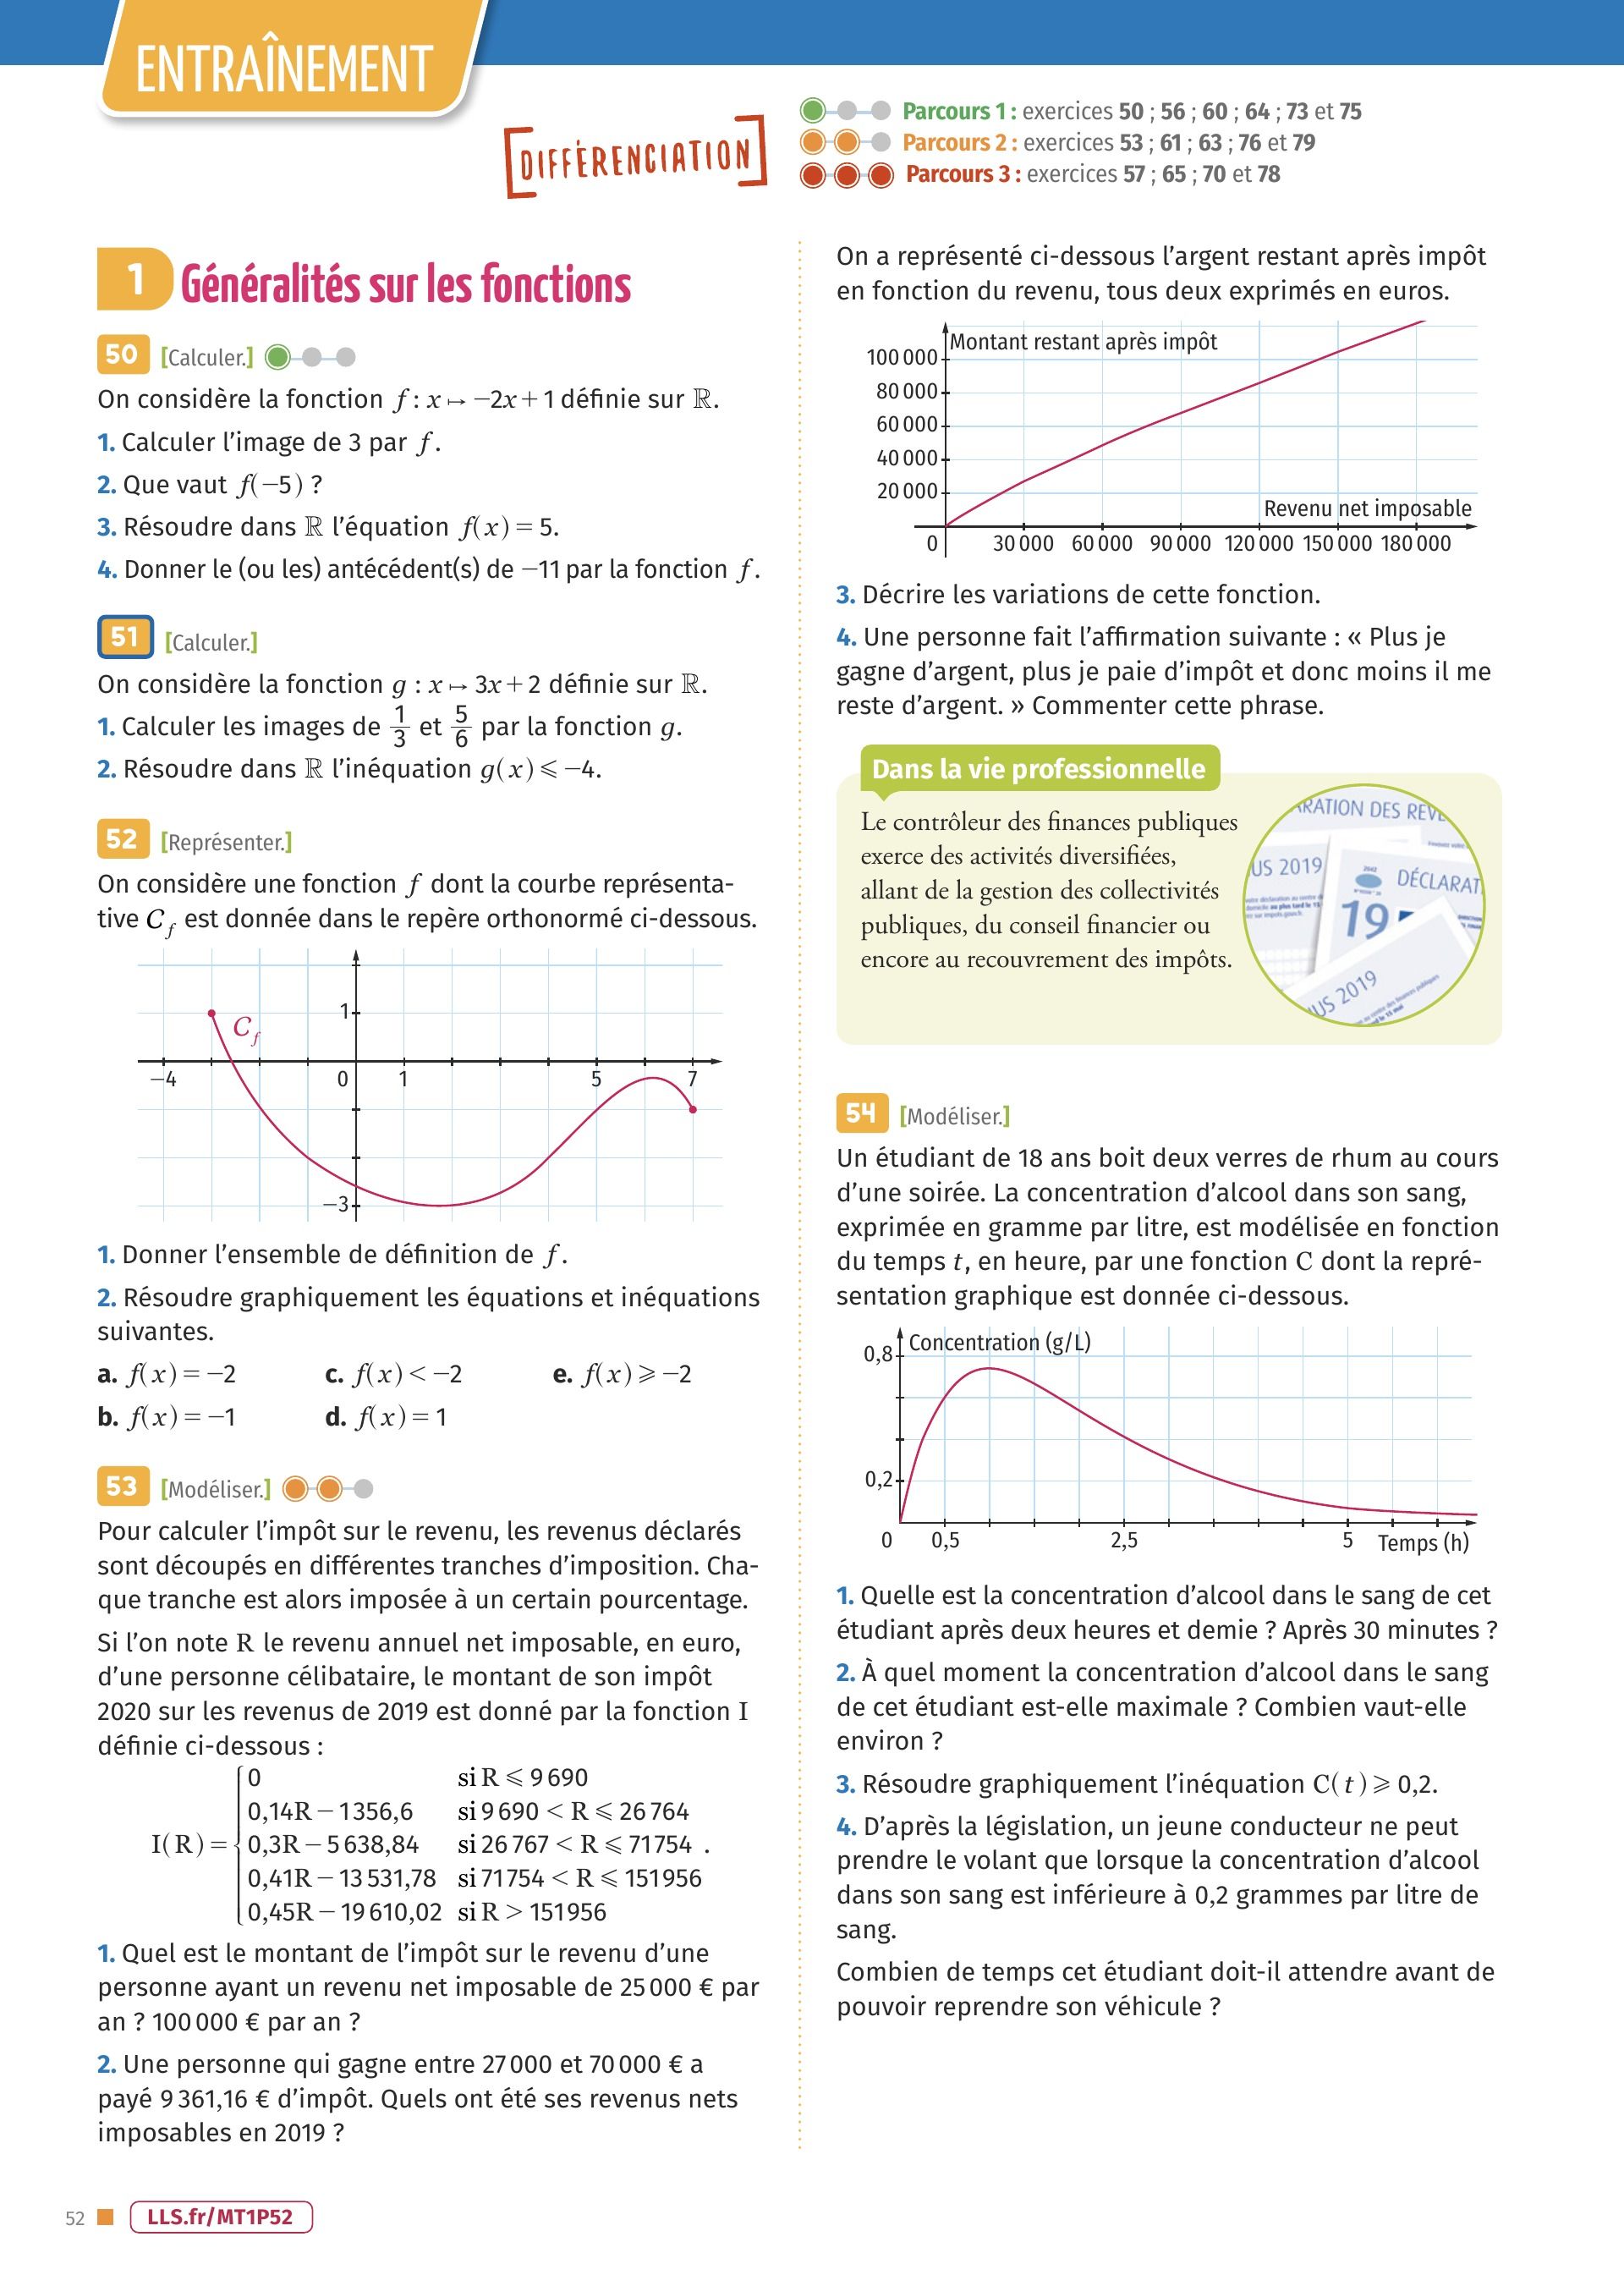 ENTRAÎNEMENT
[DIFFÉRENCIATION]
Parcours 1 : exercices 50 ; 56 ; 60 ; 64 ; 73 et 75
Parcours 2 : exercices 53 ; 61 ; 63 ; 76 et 79
Parcours 3 : exercices 57 ; 65 ; 70 et 78
1 Généralités sur les fonctions
50 [Calculer.]
On considère la fonction f : x ↦ −2x + 1 définie sur ℝ.
1. Calculer l'image de 3 par f.
2. Que vaut f(−5) ?
3. Résoudre dans ℝ l'équation f(x) = 5.
4. Donner le (ou les) antécédent(s) de −11 par la fonction f.
51 [Calculer.]
On considère la fonction g : x ↦ 3x + 2 définie sur ℝ.
1. Calculer les images de 1/3 et 5/6 par la fonction g.
2. Résoudre dans ℝ l'inéquation g(x) ⩽ −4.
52 [Représenter.]
On considère une fonction f dont la courbe représenta-
tive Cf est donnée dans le repère orthonormé ci-dessous.
1
Cf
−4 0 1 5 7
−3
1. Donner l'ensemble de définition de f.
2. Résoudre graphiquement les équations et inéquations
suivantes.
a. f(x) = −2 c. f(x) < −2 e. f(x) ⩾ −2
b. f(x) = −1 d. f(x) = 1
53 [Modéliser.]
Pour calculer l'impôt sur le revenu, les revenus déclarés
sont découpés en différentes tranches d'imposition. Cha-
que tranche est alors imposée à un certain pourcentage.
Si l'on note R le revenu annuel net imposable, en euro,
d'une personne célibataire, le montant de son impôt
2020 sur les revenus de 2019 est donné par la fonction I
définie ci-dessous :
0 si R ⩽ 9 690
0,14R − 1 356,6 si 9 690 < R ⩽ 26 764
I(R) = 0,3R − 5 638,84 si 26 767 < R ⩽ 71 754 .
0,41R − 13 531,78 si 71 754 < R ⩽ 151 956
0,45R − 19 610,02 si R > 151 956
1. Quel est le montant de l'impôt sur le revenu d'une
personne ayant un revenu net imposable de 25 000 € par
an ? 100 000 € par an ?
2. Une personne qui gagne entre 27 000 et 70 000 € a
payé 9 361,16 € d'impôt. Quels ont été ses revenus nets
imposables en 2019 ?
On a représenté ci-dessous l'argent restant après impôt
en fonction du revenu, tous deux exprimés en euros.
Montant restant après impôt
100 000
80 000
60 000
40 000
20 000
Revenu net imposable
0 30 000 60 000 90 000 120 000 150 000 180 000
3. Décrire les variations de cette fonction.
4. Une personne fait l'affirmation suivante : « Plus je
gagne d'argent, plus je paie d'impôt et donc moins il me
reste d'argent. » Commenter cette phrase.
Dans la vie professionnelle
Le contrôleur des finances publiques
exerce des activités diversifiées,
allant de la gestion des collectivités
publiques, du conseil financier ou
encore au recouvrement des impôts.
RATION DES REVE
US 2019
DÉCLARAT
19
US 2019
54 [Modéliser.]
Un étudiant de 18 ans boit deux verres de rhum au cours
d'une soirée. La concentration d'alcool dans son sang,
exprimée en gramme par litre, est modélisée en fonction
du temps t, en heure, par une fonction C dont la repré-
sentation graphique est donnée ci-dessous.
Concentration (g/L)
0,8
0,2
0 0,5 2,5 5 Temps (h)
1. Quelle est la concentration d'alcool dans le sang de cet
étudiant après deux heures et demie ? Après 30 minutes ?
2. À quel moment la concentration d'alcool dans le sang
de cet étudiant est-elle maximale ? Combien vaut-elle
environ ?
3. Résoudre graphiquement l'inéquation C(t) ⩾ 0,2.
4. D'après la législation, un jeune conducteur ne peut
prendre le volant que lorsque la concentration d'alcool
dans son sang est inférieure à 0,2 grammes par litre de
sang.
Combien de temps cet étudiant doit-il attendre avant de
pouvoir reprendre son véhicule ?
52 LLS.fr/MT1P52